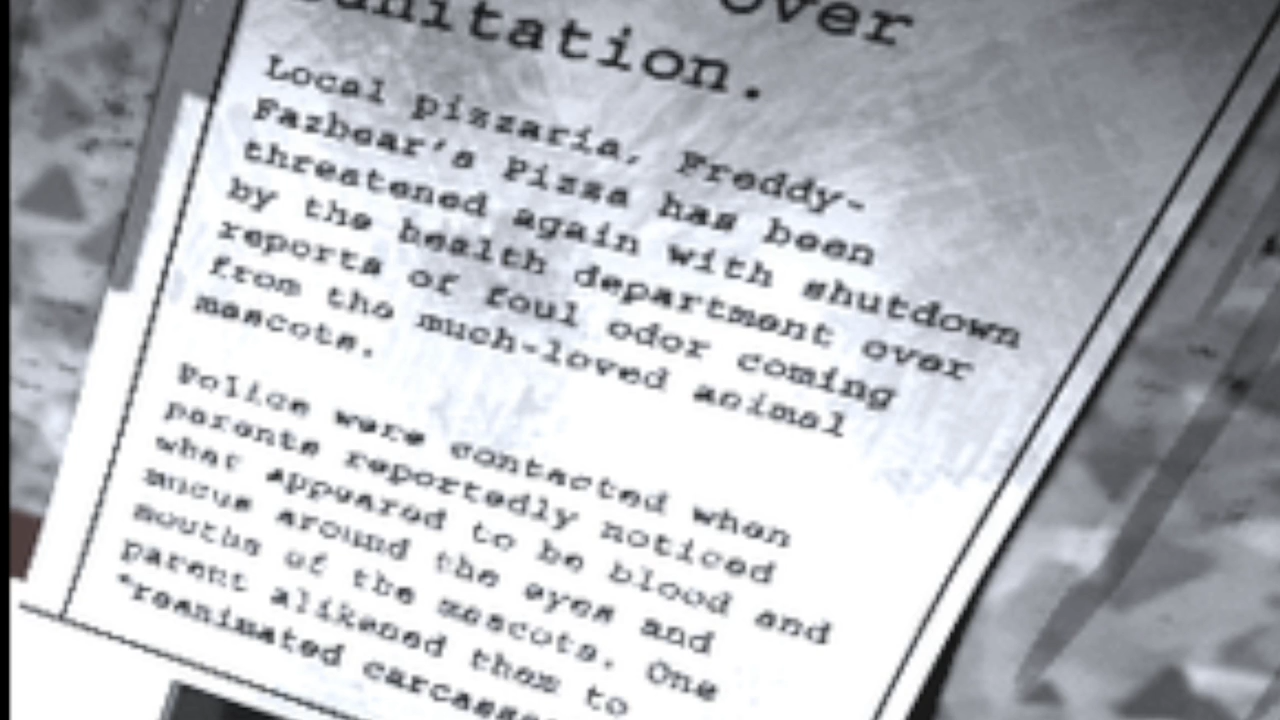 over
sanitation.
Local pizzaria, Freddy-
Fazbear's Pizza has been
threatened again with shutdown
by the health department over
reports of foul odor coming
from the much-loved animal
mascots.
Police were contacted when
parents reportedly noticed
what appeared to be blood and
mucus around the eyes and
mouths of the mascots. One
parent alikened them to
"reanimated carcasses